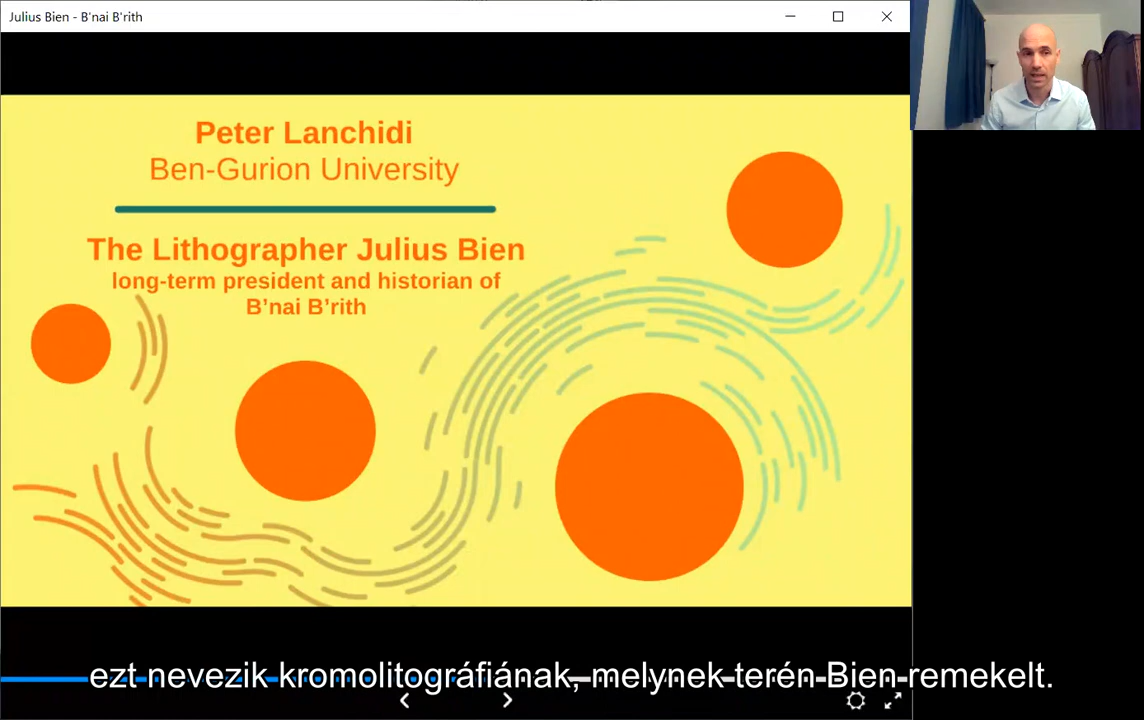 Julius Bien - B'nai B'rith
Peter Lanchidi
Ben-Gurion University
The Lithographer Julius Bien
long-term president and historian of
B’nai B’rith
ezt nevezik kromolitográfiának, melynek terén Bien remekelt.